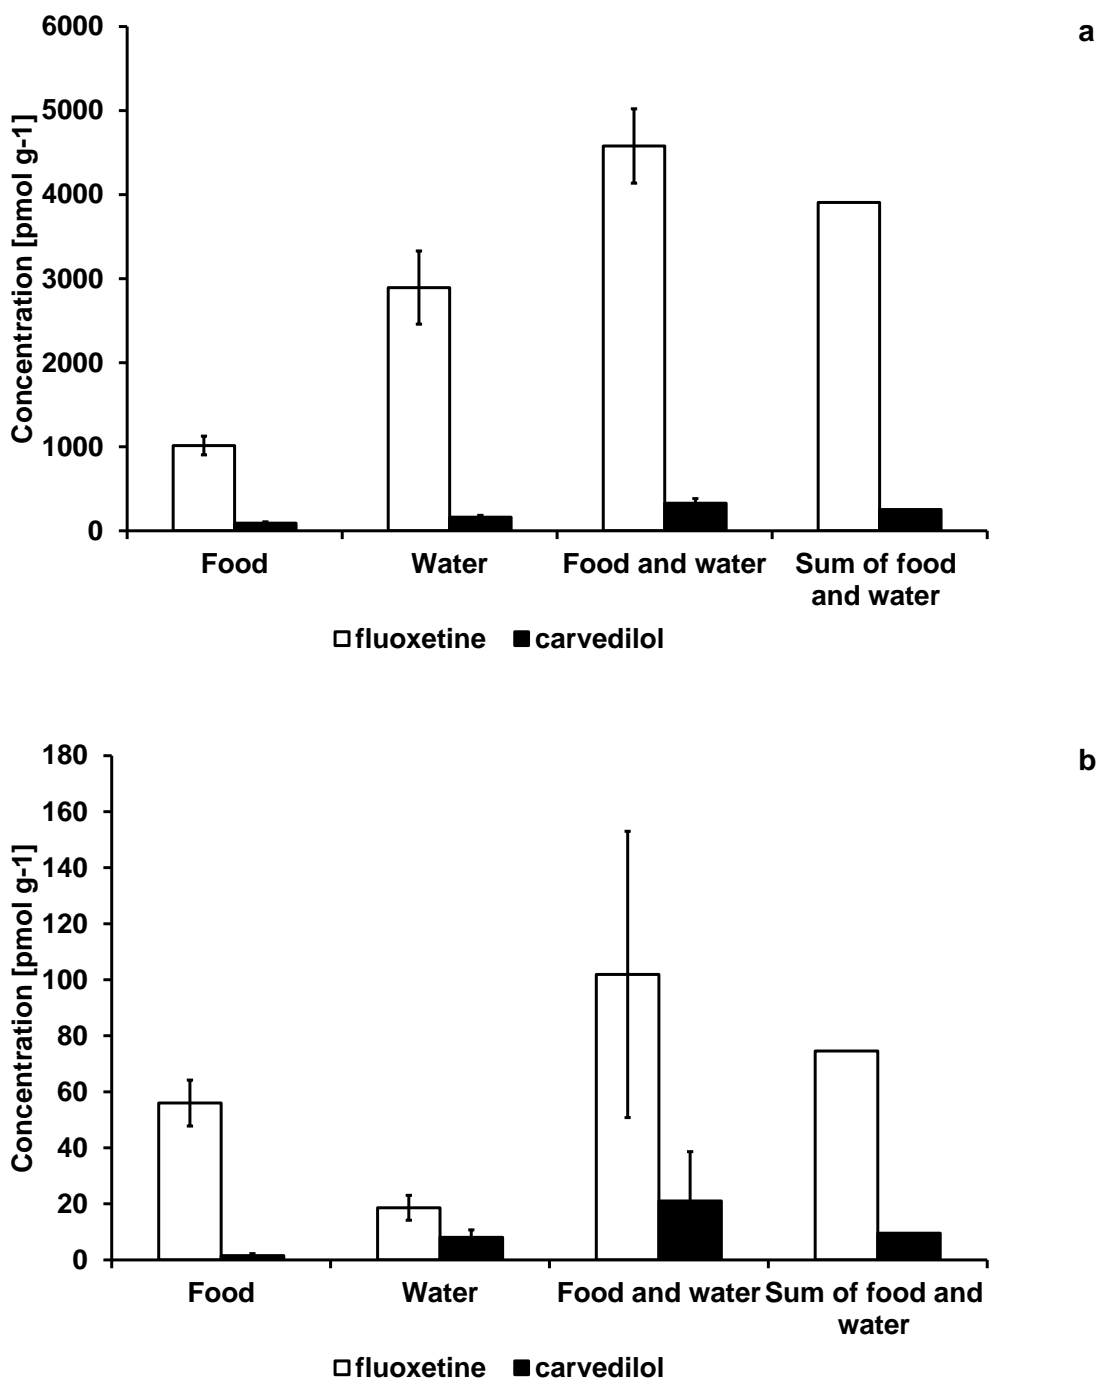 a
Concentration [pmol g-1]
6000
5000
4000
3000
2000
1000
0
Food Water Food and water Sum of food
and water
fluoxetine carvedilol
b
Concentration [pmol g-1]
180
160
140
120
100
80
60
40
20
0
Food Water Food and water Sum of food and
water
fluoxetine carvedilol